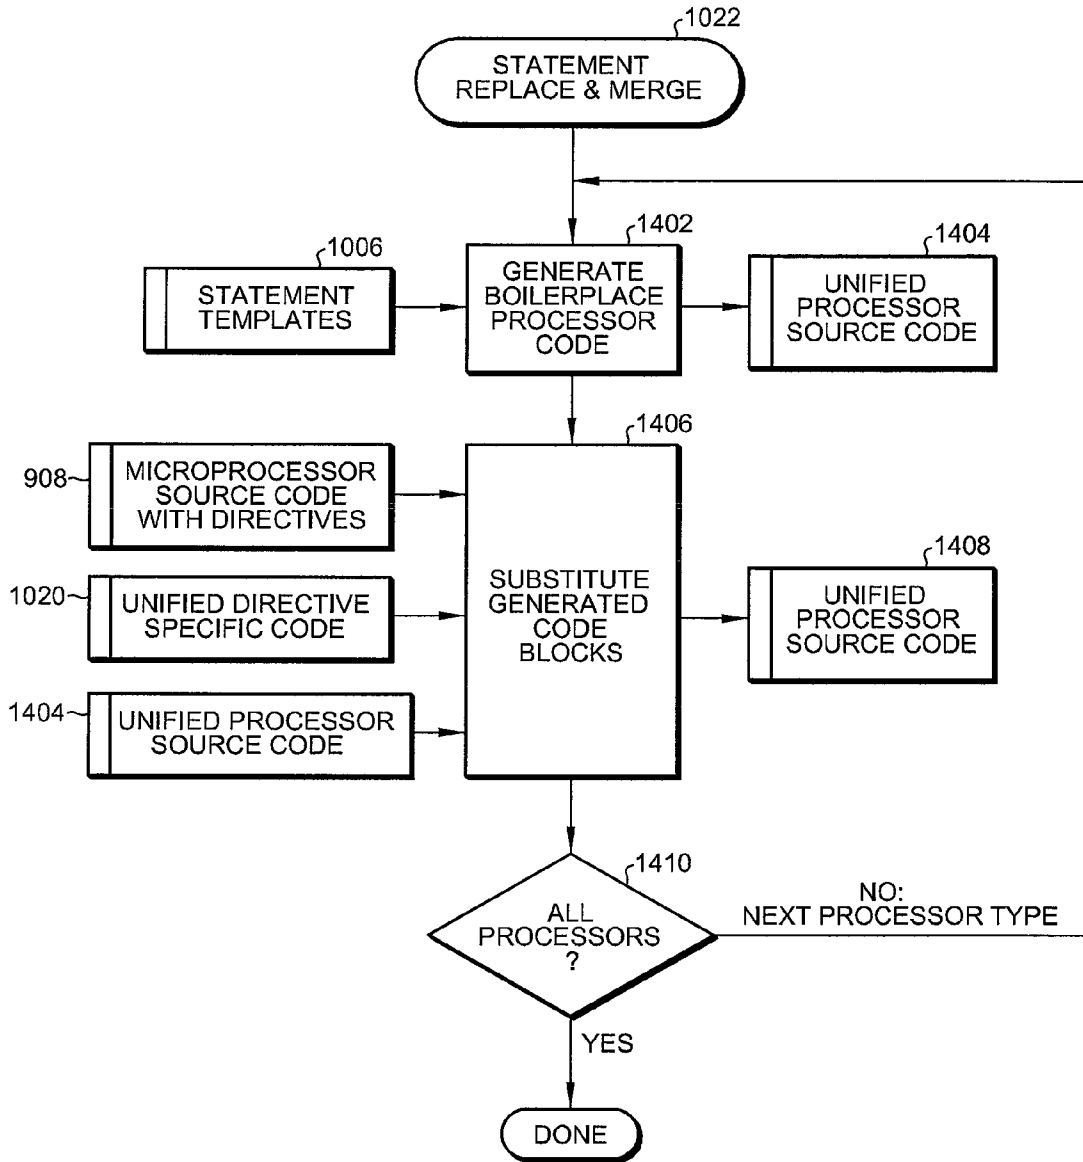 1022
STATEMENT
REPLACE & MERGE
1006
STATEMENT
TEMPLATES
1402
GENERATE
BOILERPLACE
PROCESSOR
CODE
1404
UNIFIED
PROCESSOR
SOURCE CODE
1406
SUBSTITUTE
GENERATED
CODE
BLOCKS
908
MICROPROCESSOR
SOURCE CODE
WITH DIRECTIVES
1020
UNIFIED DIRECTIVE
SPECIFIC CODE
1404
UNIFIED PROCESSOR
SOURCE CODE
1408
UNIFIED
PROCESSOR
SOURCE CODE
1410
ALL
PROCESSORS
?
NO:
NEXT PROCESSOR TYPE
YES
DONE